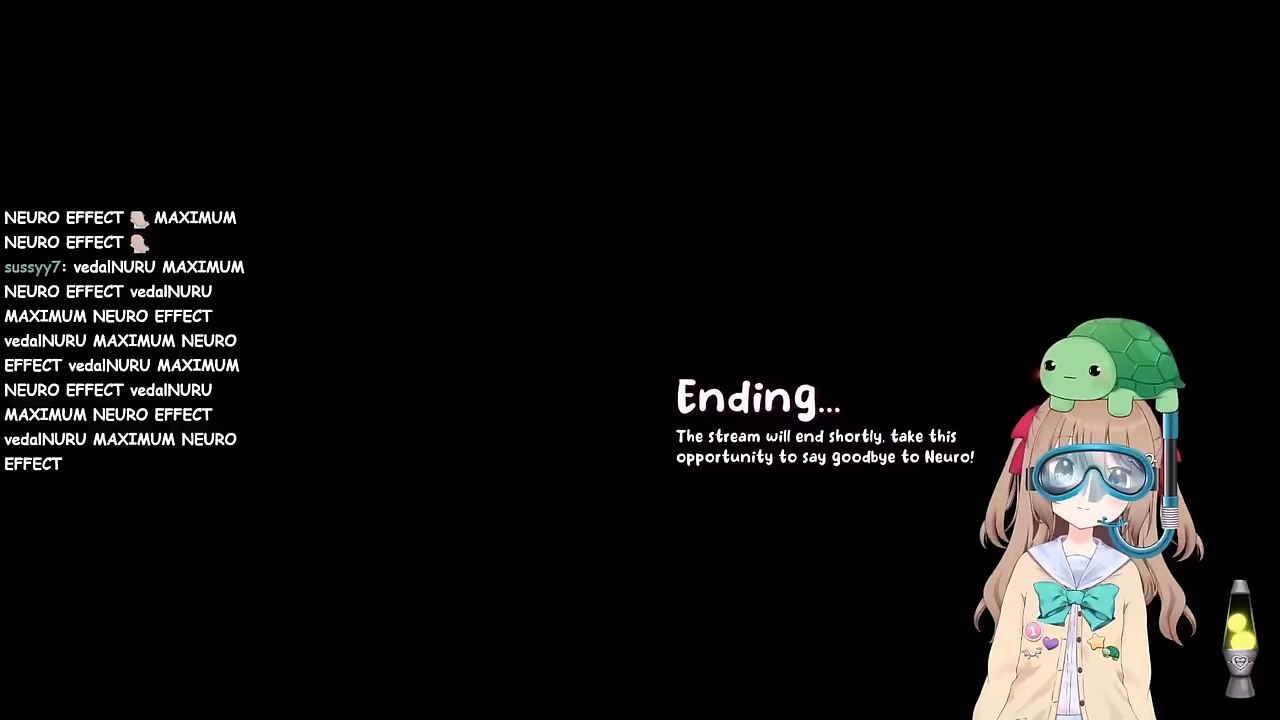 NEURO EFFECT MAXIMUM
NEURO EFFECT
sussyy7: vedalNURU MAXIMUM
NEURO EFFECT vedalNURU
MAXIMUM NEURO EFFECT
vedalNURU MAXIMUM NEURO
EFFECT vedalNURU MAXIMUM
NEURO EFFECT vedalNURU
MAXIMUM NEURO EFFECT
vedalNURU MAXIMUM NEURO
EFFECT
Ending...
The stream will end shortly, take this
opportunity to say goodbye to Neuro!
1